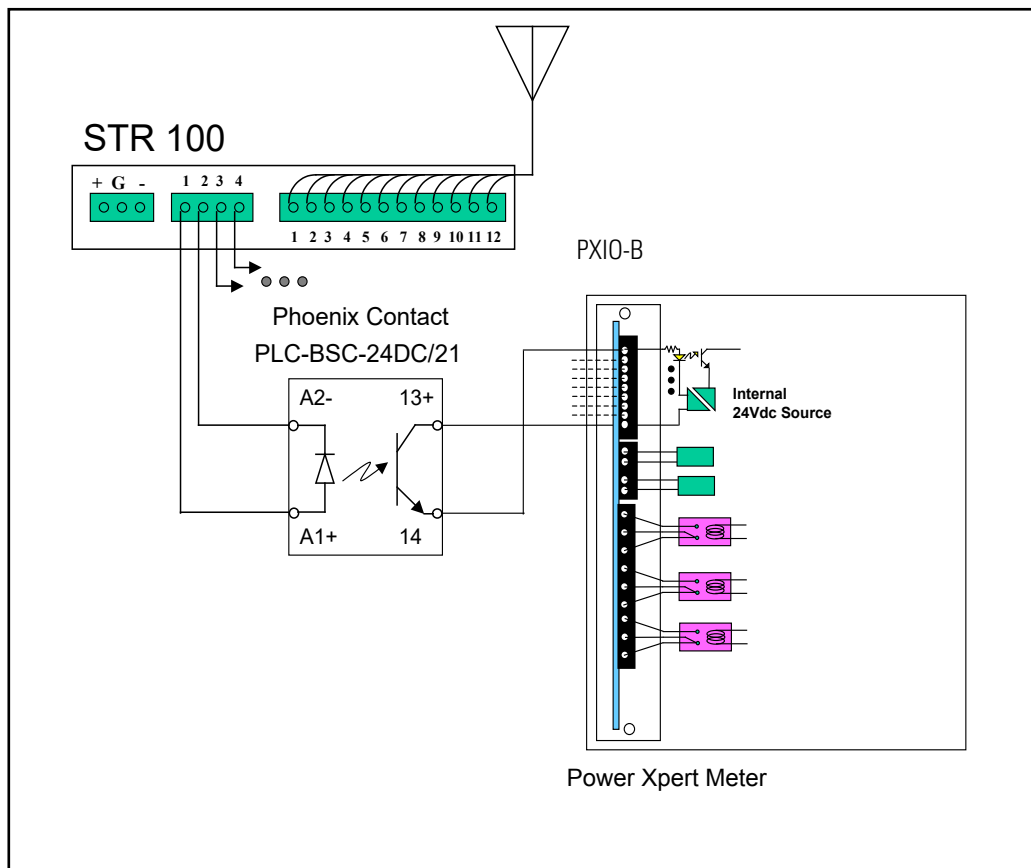 STR 100
+ G -
1 2 3 4
1 2 3 4 5 6 7 8 9 10 11 12
PXIO-B
Phoenix Contact
PLC-BSC-24DC/21
A2- 13+
A1+ 14
Internal
24Vdc Source
Power Xpert Meter